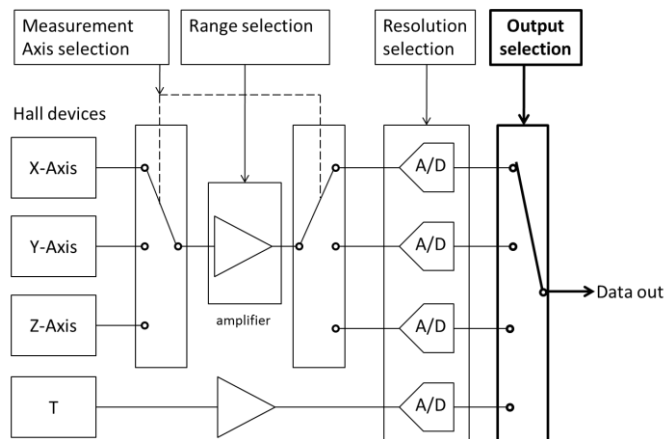 Measurement
Axis selection
Range selection
Resolution
selection
Output
selection
Hall devices
X-Axis
A/D
Y-Axis
A/D
Data out
Z-Axis
amplifier
A/D
T
A/D